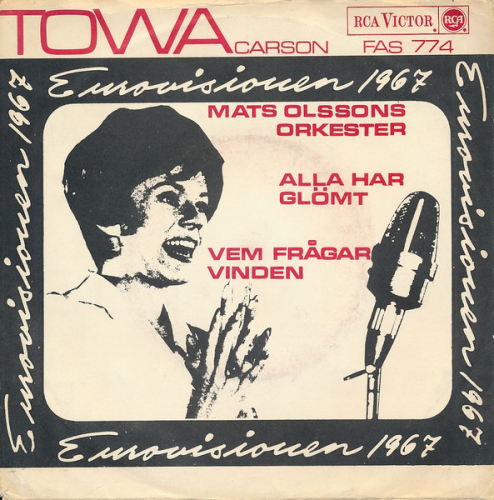 TOWA CARSON
RCA VICTOR RCA
FAS 774
Eurovisionen 1967
MATS OLSSONS
ORKESTER
ALLA HAR
GLÖMT
VEM FRÅGAR
VINDEN
Eurovisionen 1967
Eurovisionen 1967
Eurovisionen 1967